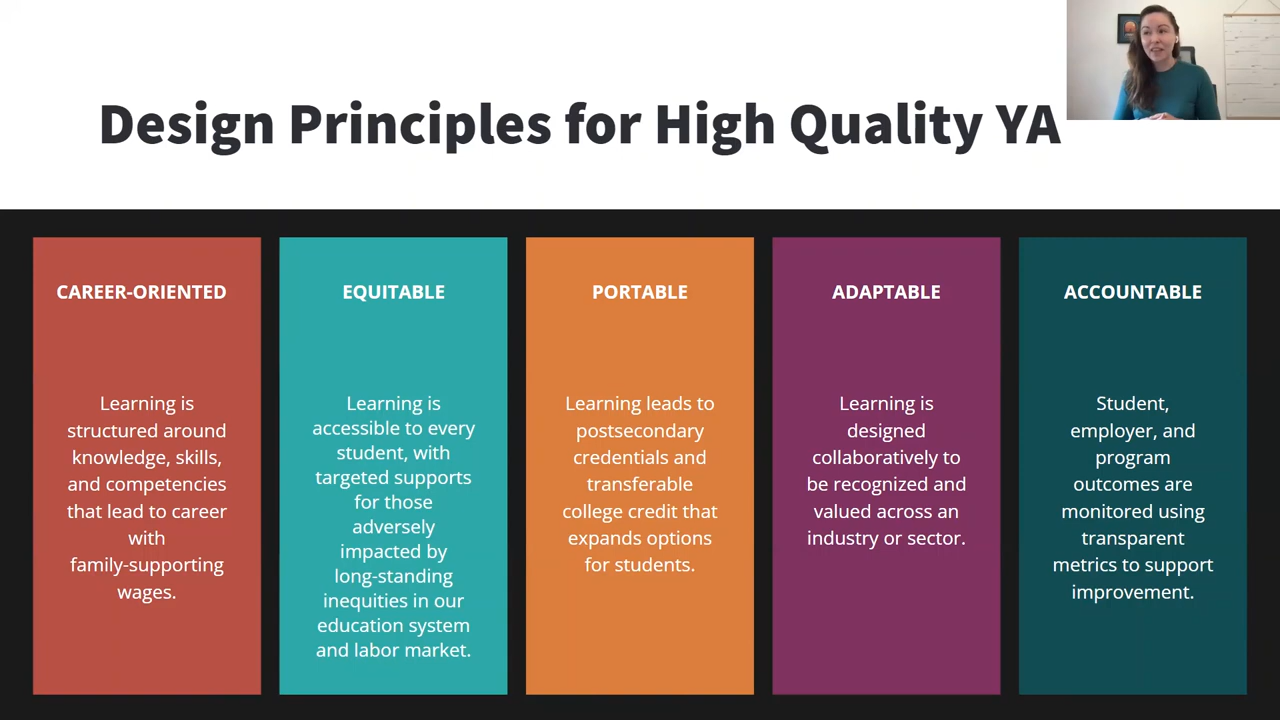 Design Principles for High Quality YA
CAREER-ORIENTED
Learning is
structured around
knowledge, skills,
and competencies
that lead to career
with
family-supporting
wages.
EQUITABLE
Learning is
accessible to every
student, with
targeted supports
for those
adversely
impacted by
long-standing
inequities in our
education system
and labor market.
PORTABLE
Learning leads to
postsecondary
credentials and
transferable
college credit that
expands options
for students.
ADAPTABLE
Learning is
designed
collaboratively to
be recognized and
valued across an
industry or sector.
ACCOUNTABLE
Student,
employer, and
program
outcomes are
monitored using
transparent
metrics to support
improvement.